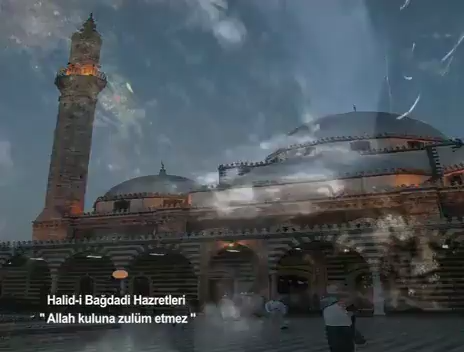 Halid-i Bağdadi Hazretleri
" Allah kuluna zulüm etmez "